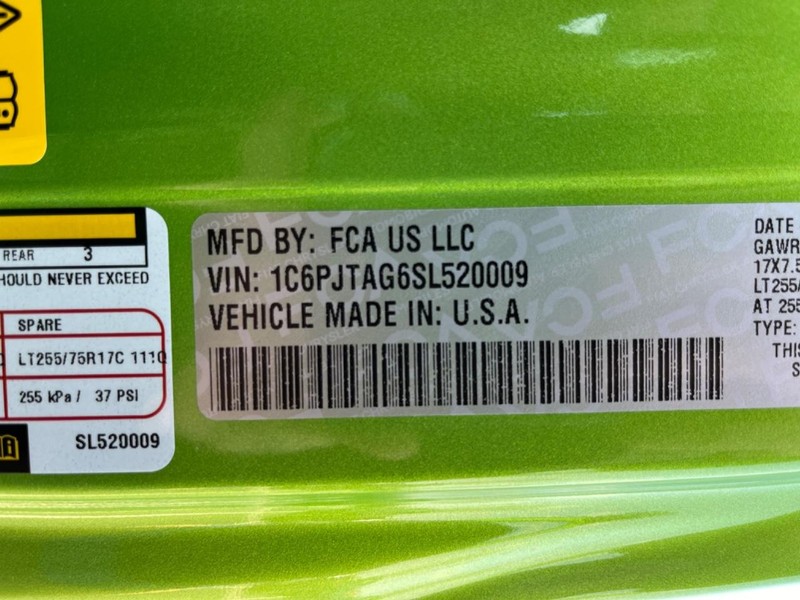 MFD BY: FCA US LLC
VIN: 1C6PJTAG6SL520009
VEHICLE MADE IN: U.S.A.
REAR 3
HOULD NEVER EXCEED
SPARE
LT255/75R17C 111Q
255 kPa / 37 PSI
SL520009
DATE
GAWR
17X7.5
LT255/
AT 255
TYPE:
THIS
S